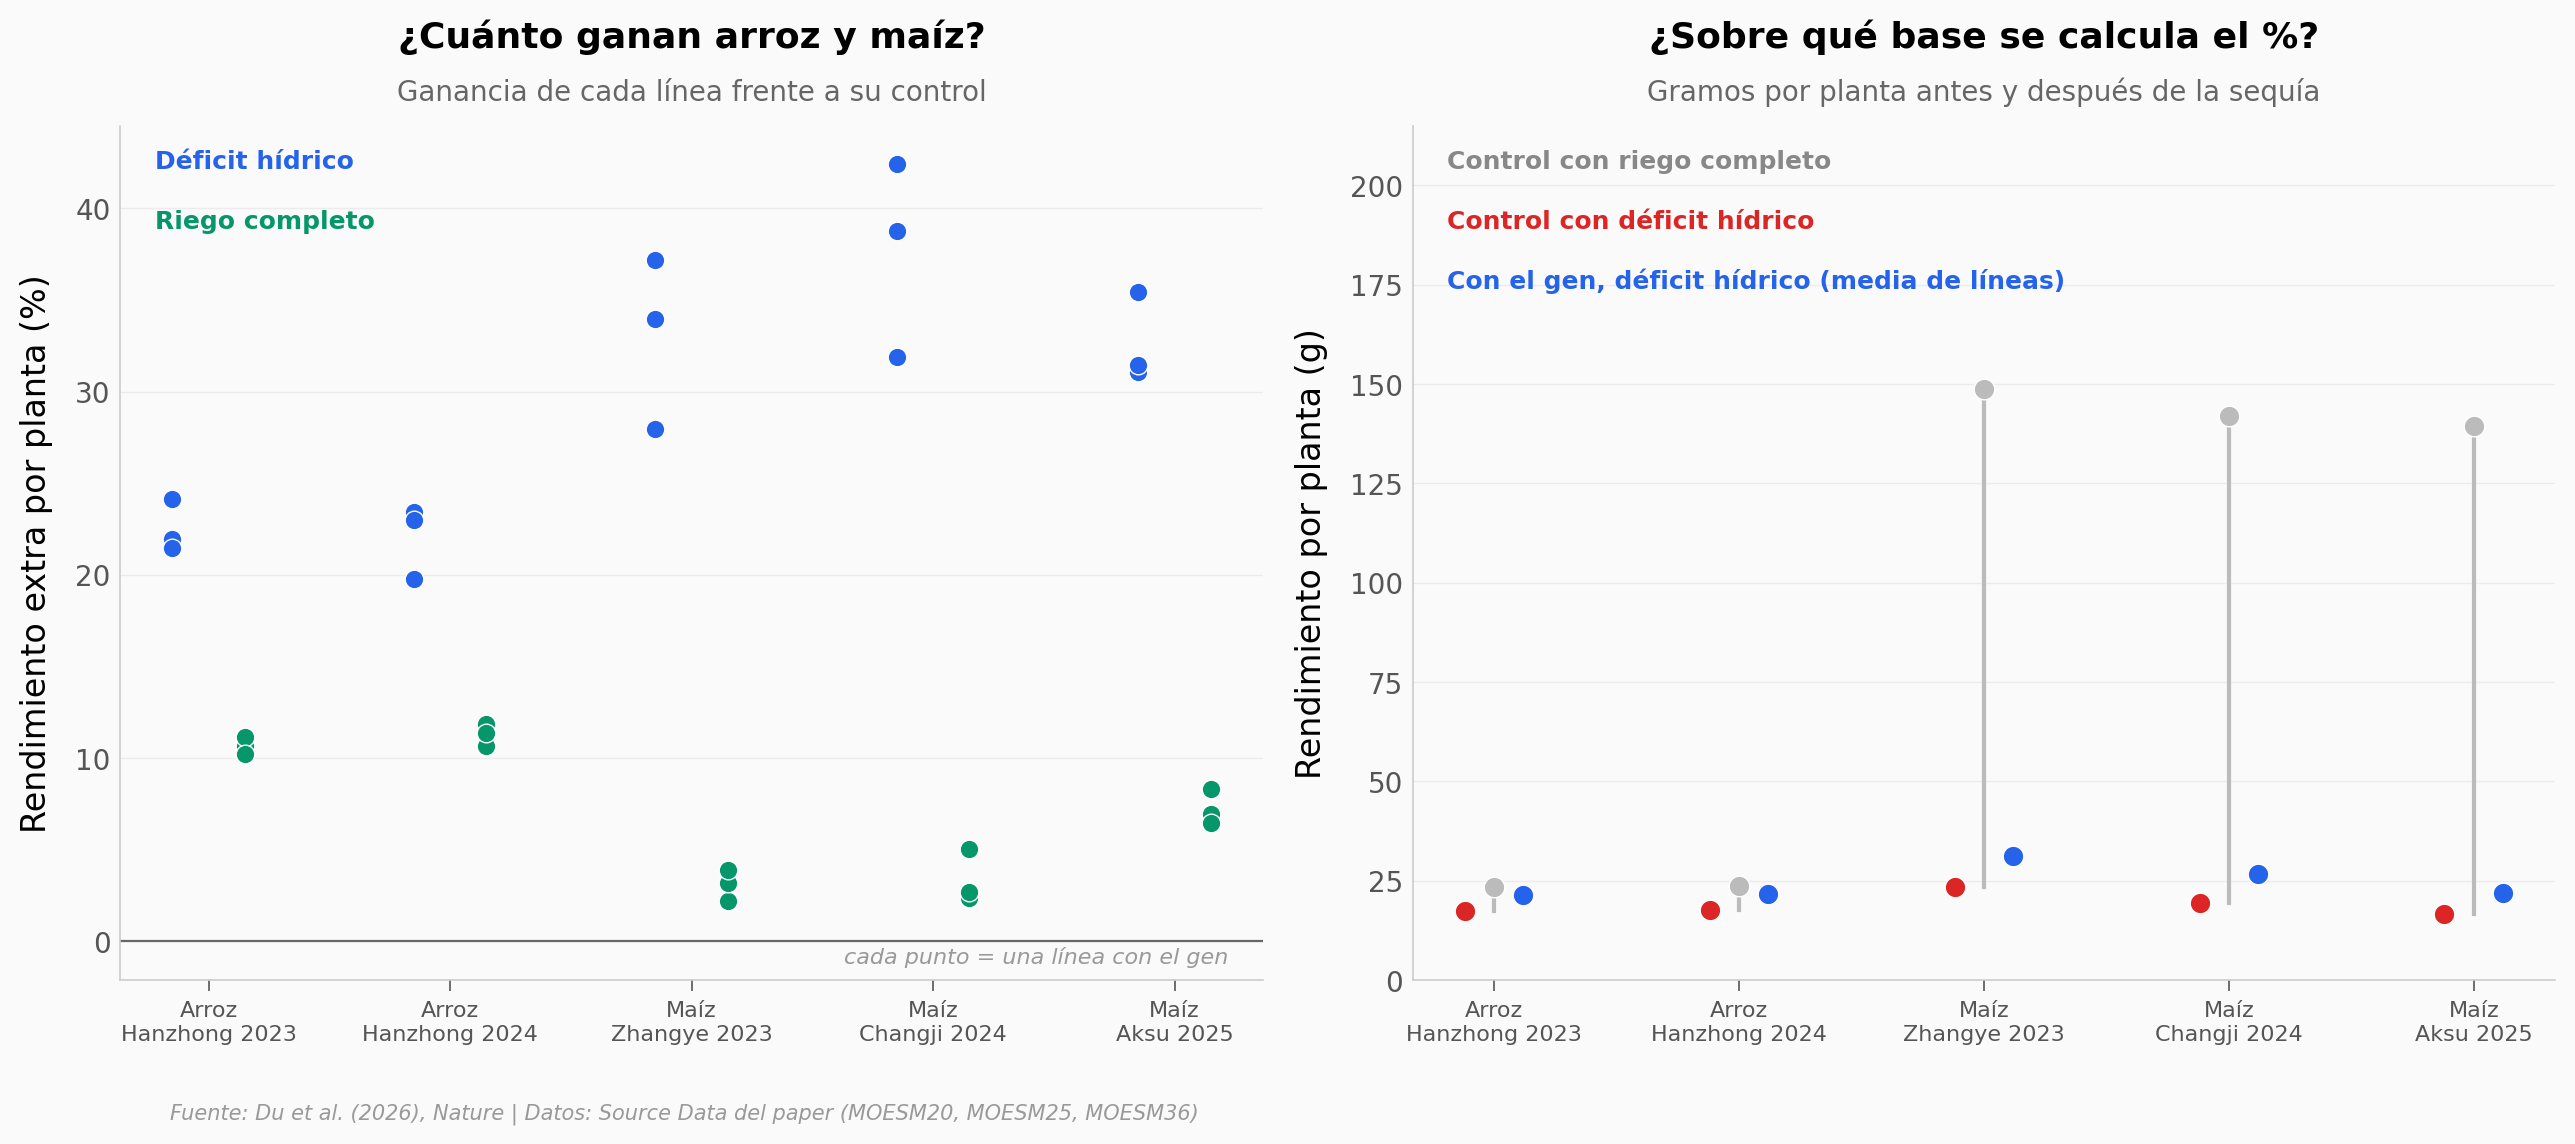 ¿Cuánto ganan arroz y maíz?
Ganancia de cada línea frente a su control
Déficit hídrico
Riego completo
Rendimiento extra por planta (%)
40
30
20
10
0
cada punto = una línea con el gen
Arroz
Hanzhong 2023
Arroz
Hanzhong 2024
Maíz
Zhangye 2023
Maíz
Changji 2024
Maíz
Aksu 2025
¿Sobre qué base se calcula el %?
Gramos por planta antes y después de la sequía
Control con riego completo
Control con déficit hídrico
Con el gen, déficit hídrico (media de líneas)
Rendimiento por planta (g)
200
175
150
125
100
75
50
25
0
Arroz
Hanzhong 2023
Arroz
Hanzhong 2024
Maíz
Zhangye 2023
Maíz
Changji 2024
Maíz
Aksu 2025
Fuente: Du et al. (2026), Nature | Datos: Source Data del paper (MOESM20, MOESM25, MOESM36)